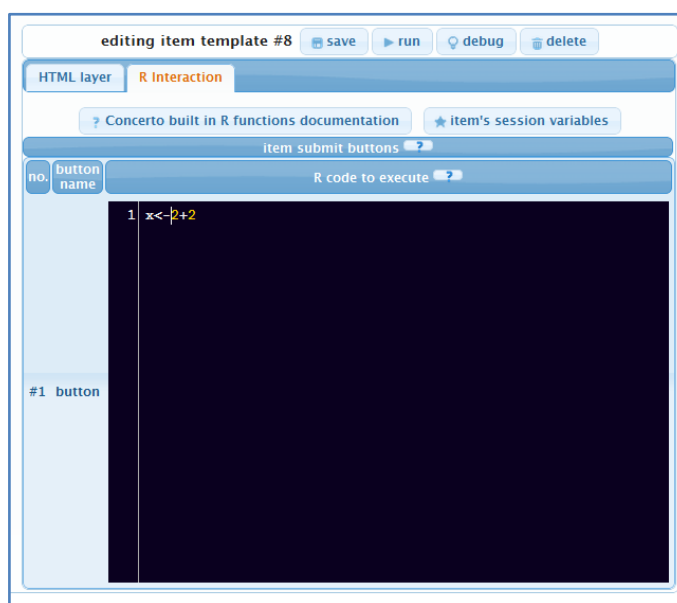 editing item template #8 save run debug delete
HTML layer R Interaction
? Concerto built in R functions documentation item's session variables
item submit buttons ?
no. button name R code to execute ?
1 x<-2+2
#1 button